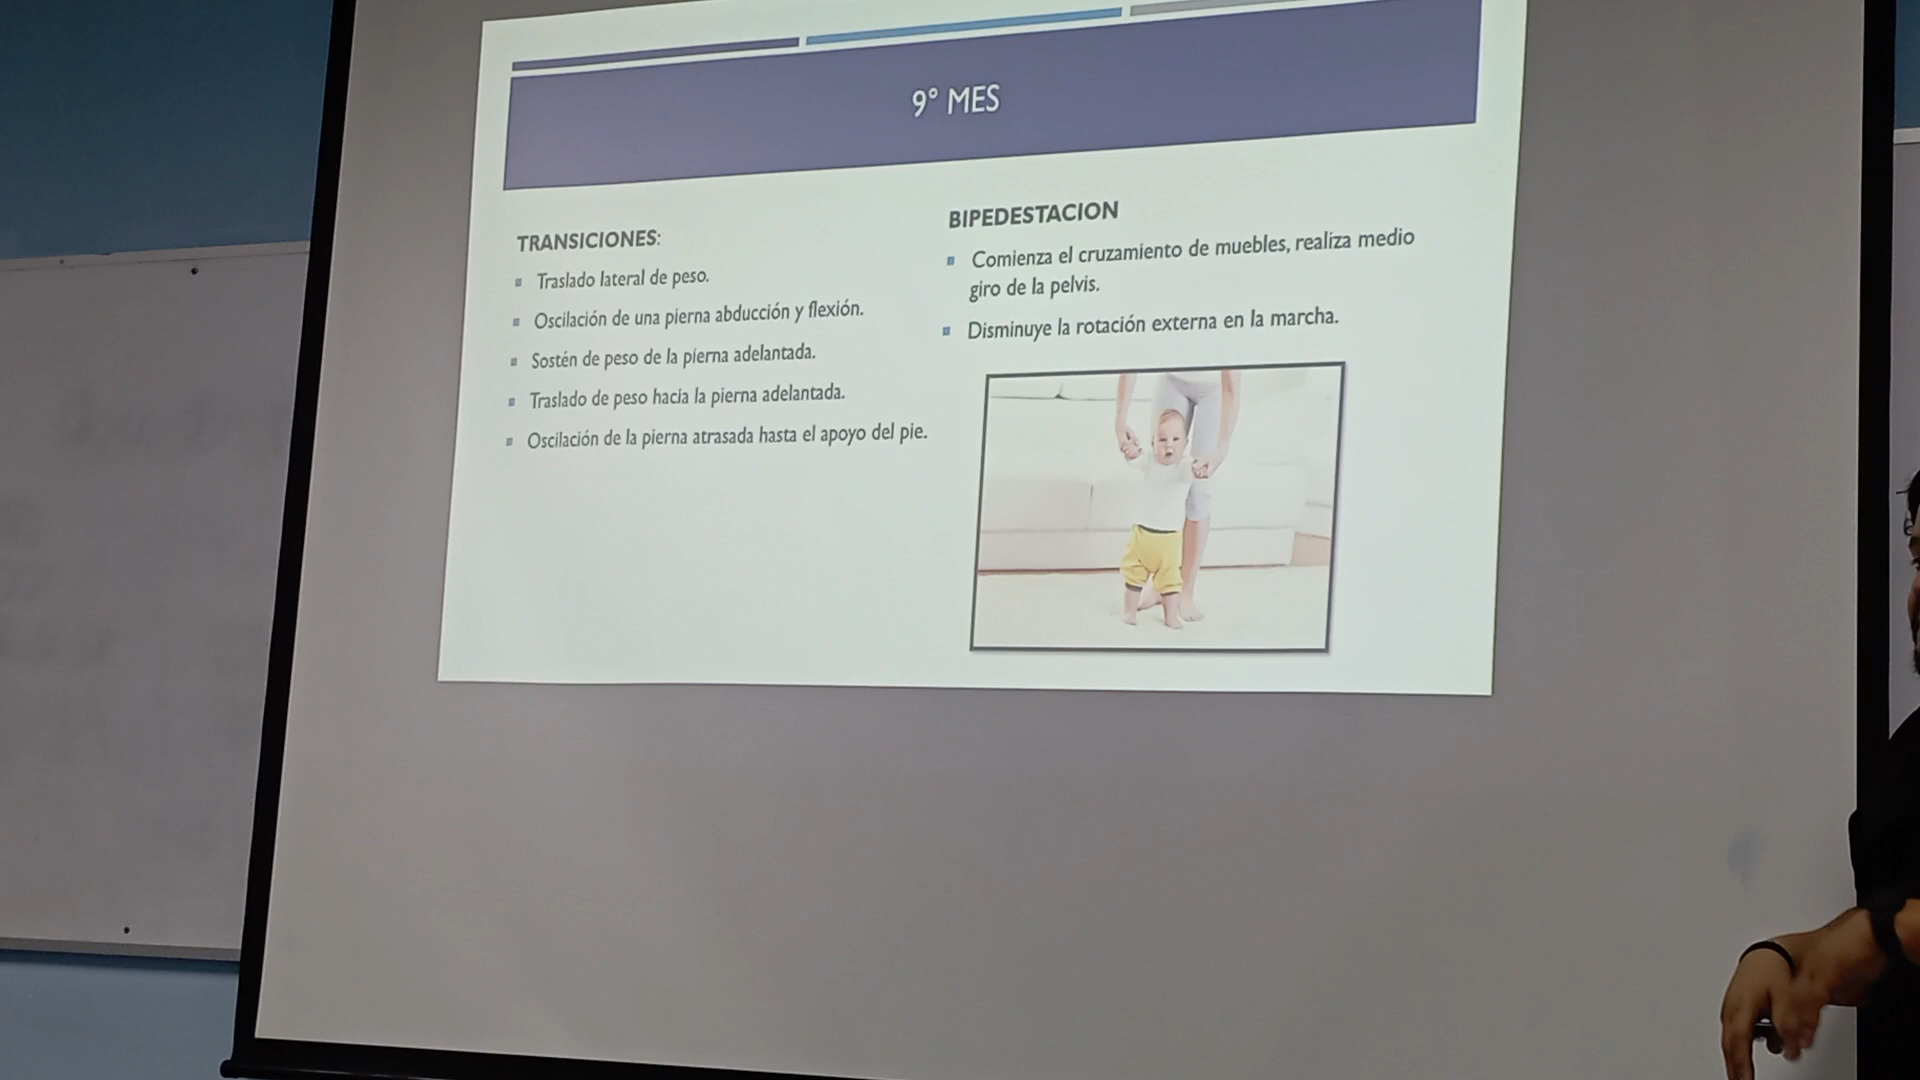 9° MES
TRANSICIONES:
Traslado lateral de peso.
Oscilación de una pierna abducción y flexión.
Sostén de peso de la pierna adelantada.
Traslado de peso hacia la pierna adelantada.
Oscilación de la pierna atrasada hasta el apoyo del pie.
BIPEDESTACION
Comienza el cruzamiento de muebles, realiza medio
giro de la pelvis.
Disminuye la rotación externa en la marcha.